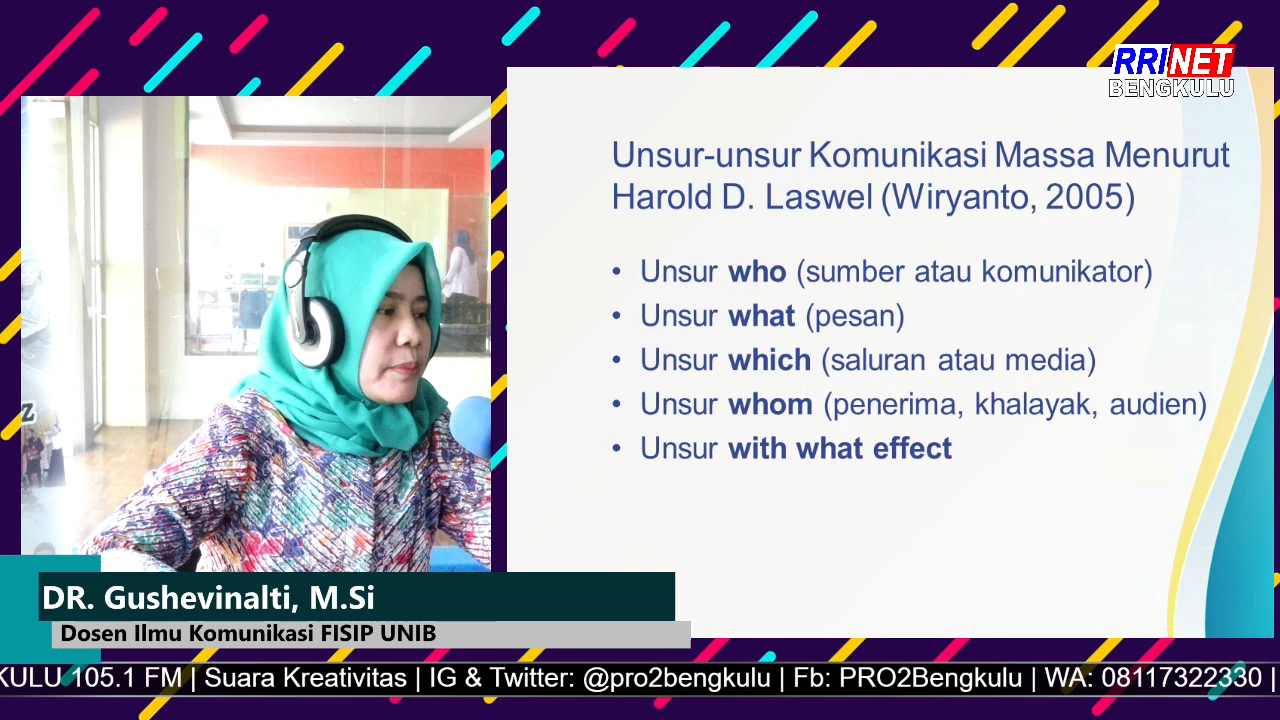 RRINET
BENGKULU
Unsur-unsur Komunikasi Massa Menurut
Harold D. Laswel (Wiryanto, 2005)
• Unsur who (sumber atau komunikator)
• Unsur what (pesan)
• Unsur which (saluran atau media)
• Unsur whom (penerima, khalayak, audien)
• Unsur with what effect
Z
DR. Gushevinalti, M.Si
Dosen Ilmu Komunikasi FISIP UNIB
KULU 105.1 FM | Suara Kreativitas | IG & Twitter: @pro2bengkulu | Fb: PRO2Bengkulu | WA: 08117322330 |